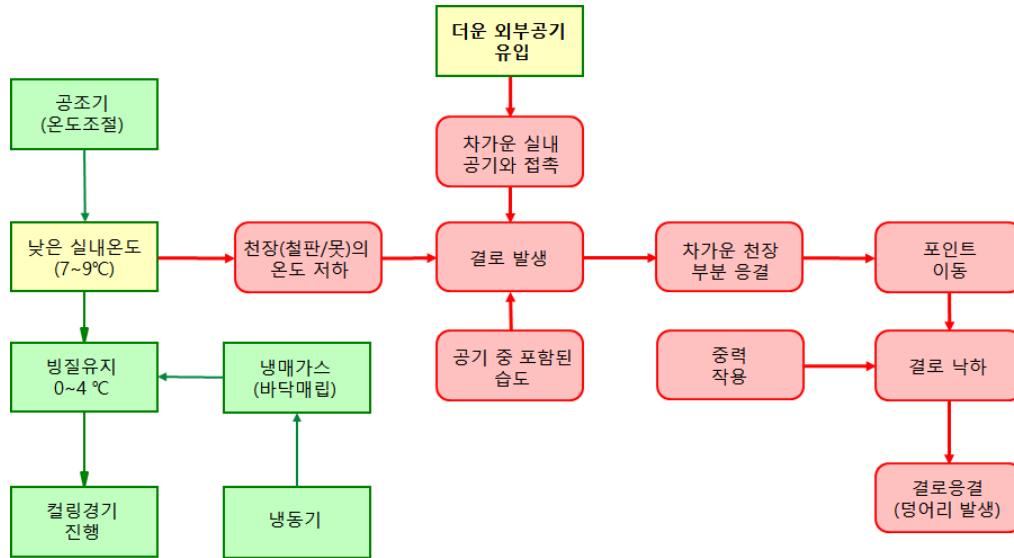 더운 외부공기
유입
공조기
(온도조절)
차가운 실내
공기와 접촉
낮은 실내온도
(7~9℃)
천장(철판/못)의
온도 저하
결로 발생
차가운 천장
부분 응결
포인트
이동
빙질유지
0~4 ℃
냉매가스
(바닥매립)
공기 중 포함된
습도
중력
작용
결로 낙하
컬링경기
진행
냉동기
결로응결
(덩어리 발생)